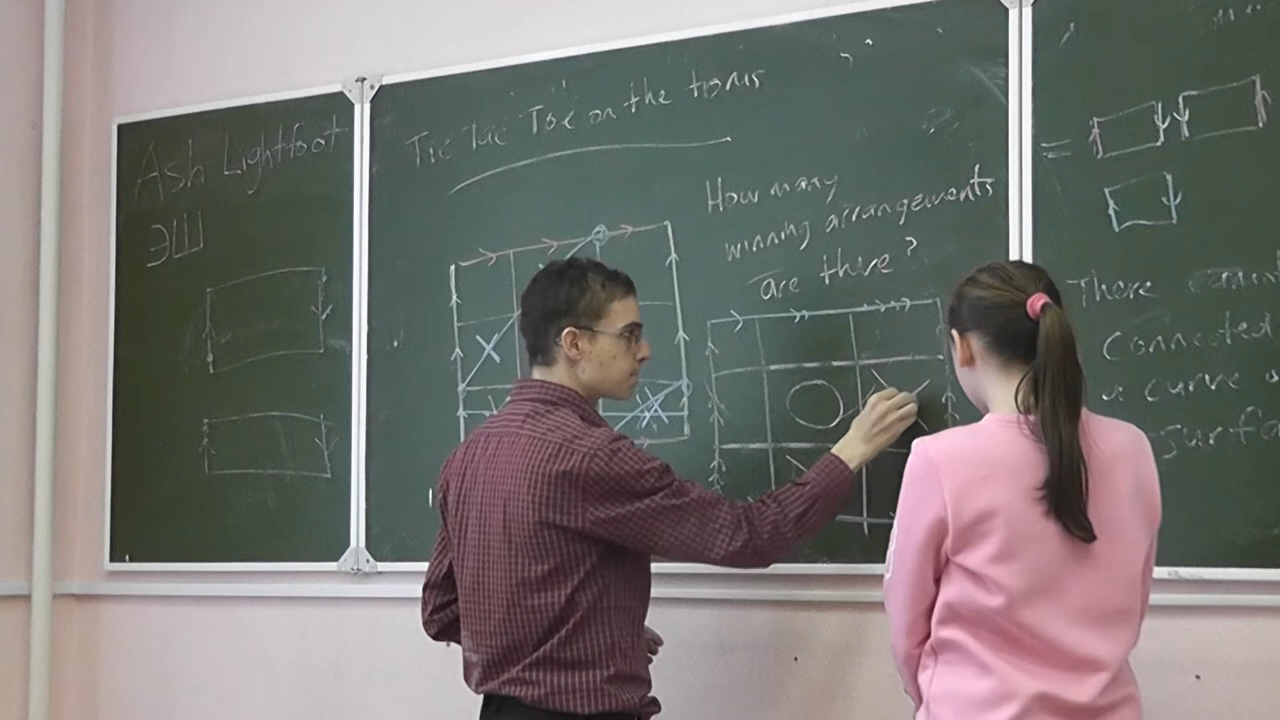 Ash Lightfoot
ЭШ
Tic Tac Toe on the torus
How many
winning arrangements
are there?
=
There
Connected
a curve
surfa